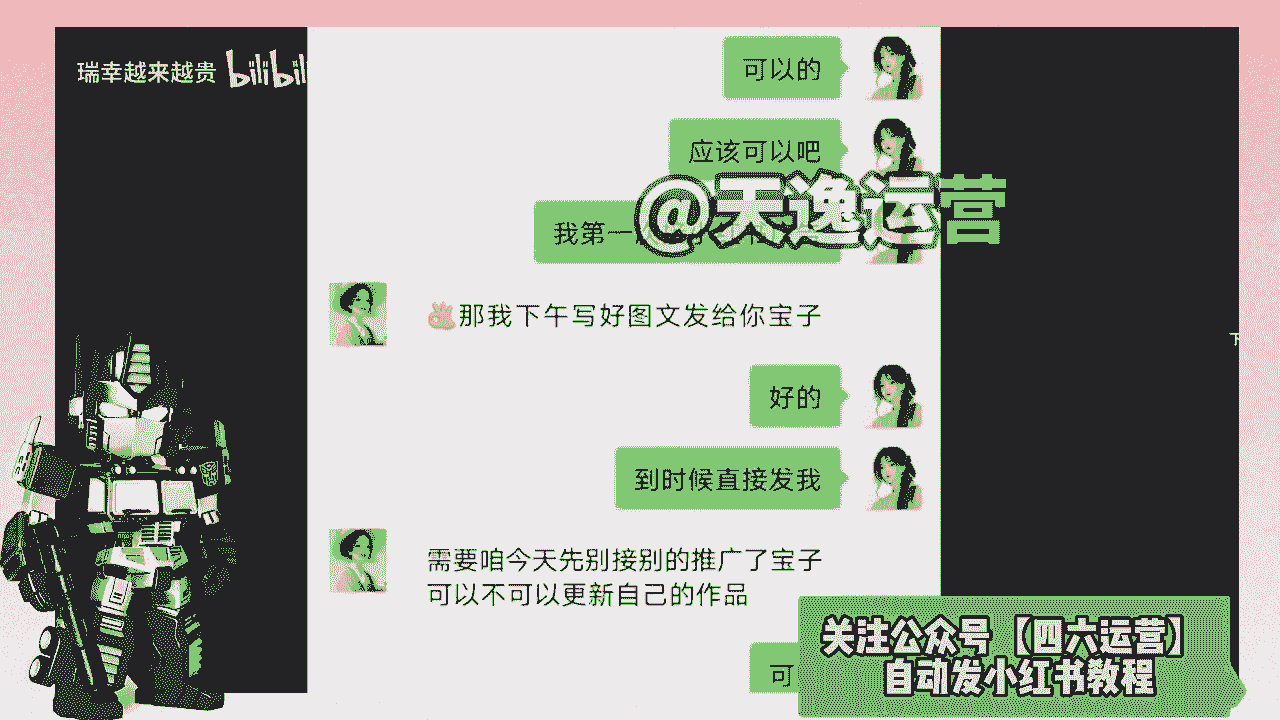 瑞幸越来越贵 bilibili
可以的
应该可以吧
@天逸运营
我第一
那我下午写好图文发给你宝子
好的
到时候直接发我
需要咱今天先别接别的推广了宝子
可以不可以更新自己的作品
可
关注公众号【四六运营】
自动发小红书教程